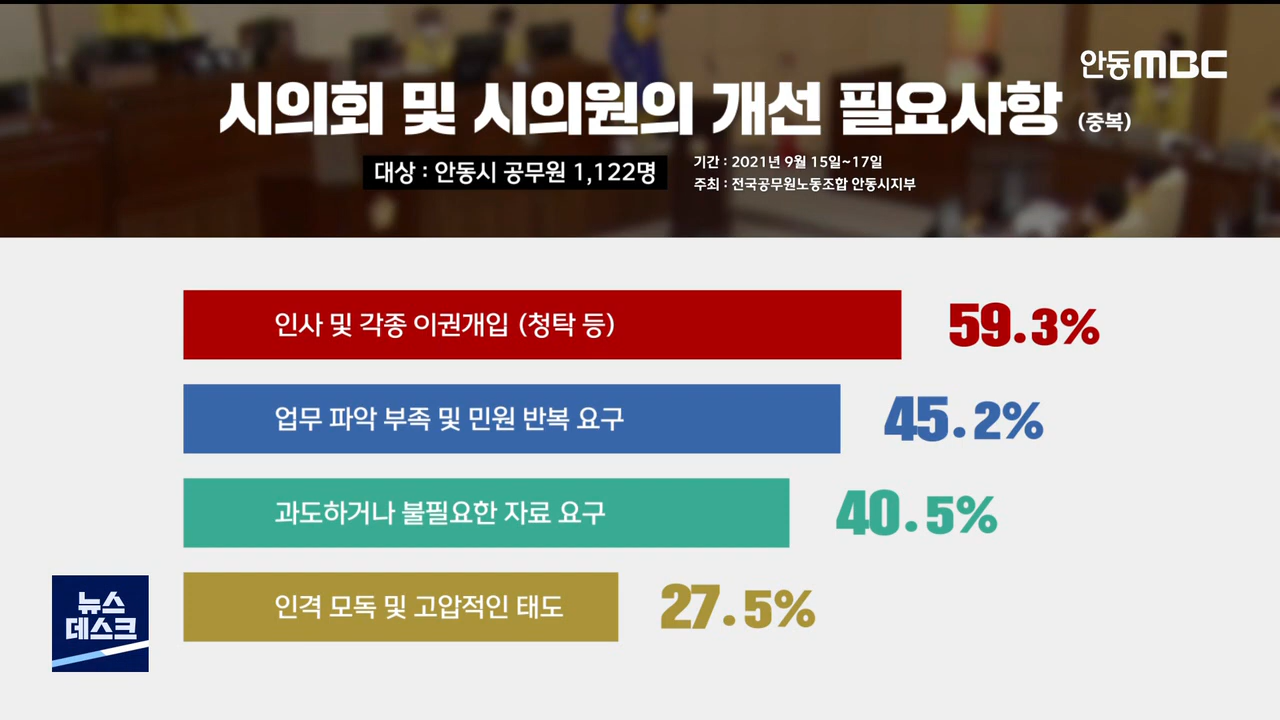 안동MBC
시의회 및 시의원의 개선 필요사항 (중복)
대상 : 안동시 공무원 1,122명
기간 : 2021년 9월 15일~17일
주최 : 전국공무원노동조합 안동시지부
인사 및 각종 이권개입 (청탁 등) 59.3%
업무 파악 부족 및 민원 반복 요구 45.2%
과도하거나 불필요한 자료 요구 40.5%
인격 모독 및 고압적인 태도 27.5%
뉴스
데스크